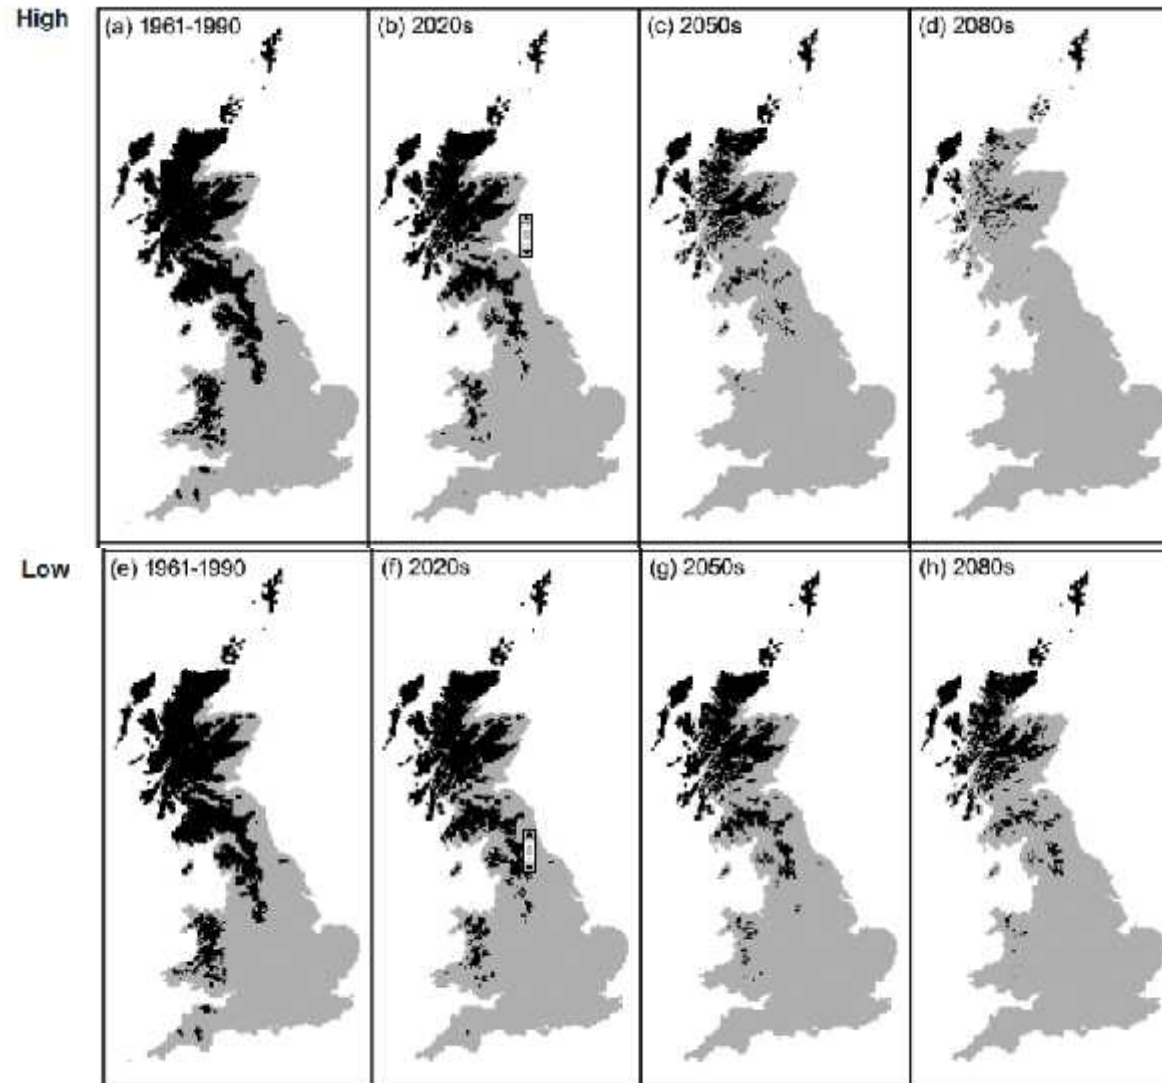 High
(a) 1961-1990
(b) 2020s
(c) 2050s
(d) 2080s
Low
(e) 1961-1990
(f) 2020s
(g) 2050s
(h) 2080s